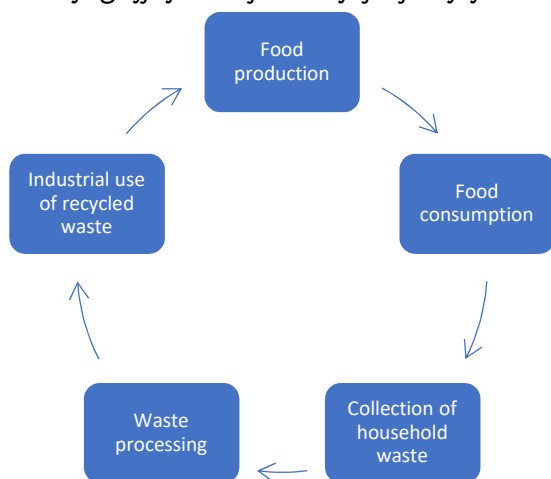 Food
production
Food
consumption
Collection of
household
waste
Waste
processing
Industrial use
of recycled
waste